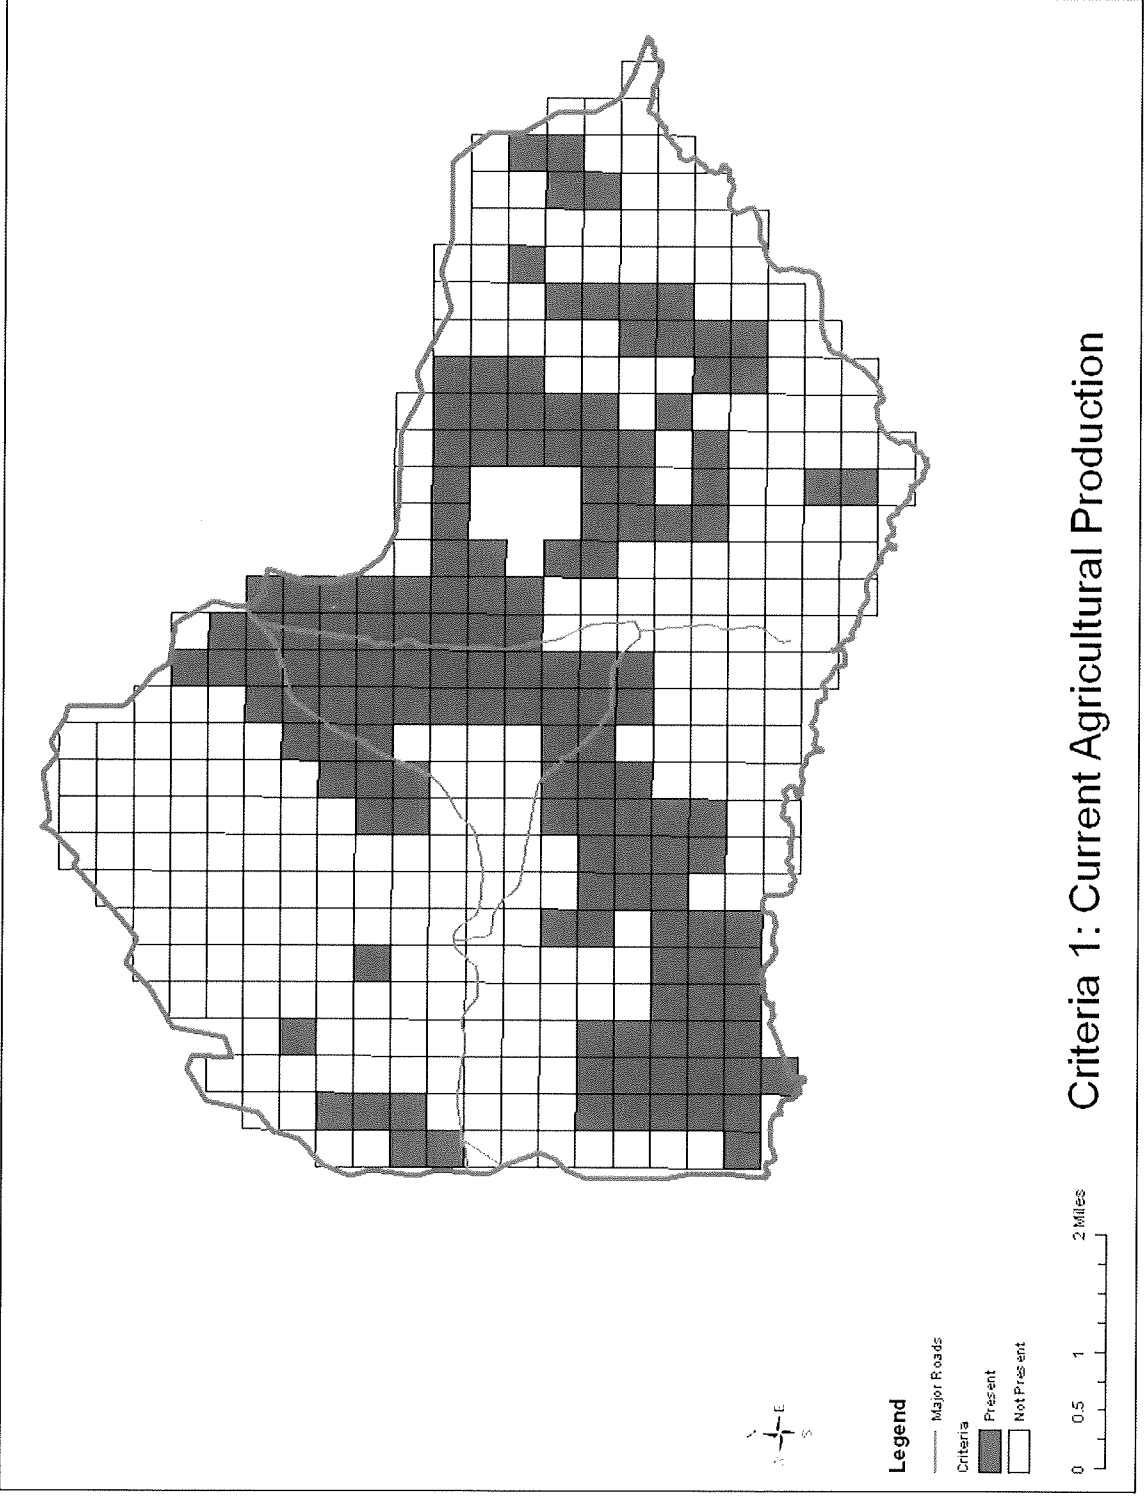 Criteria 1: Current Agricultural Production
Legend
Major Roads
Criteria
Present
Not Present
0 0.5 1 2 Miles
E
S